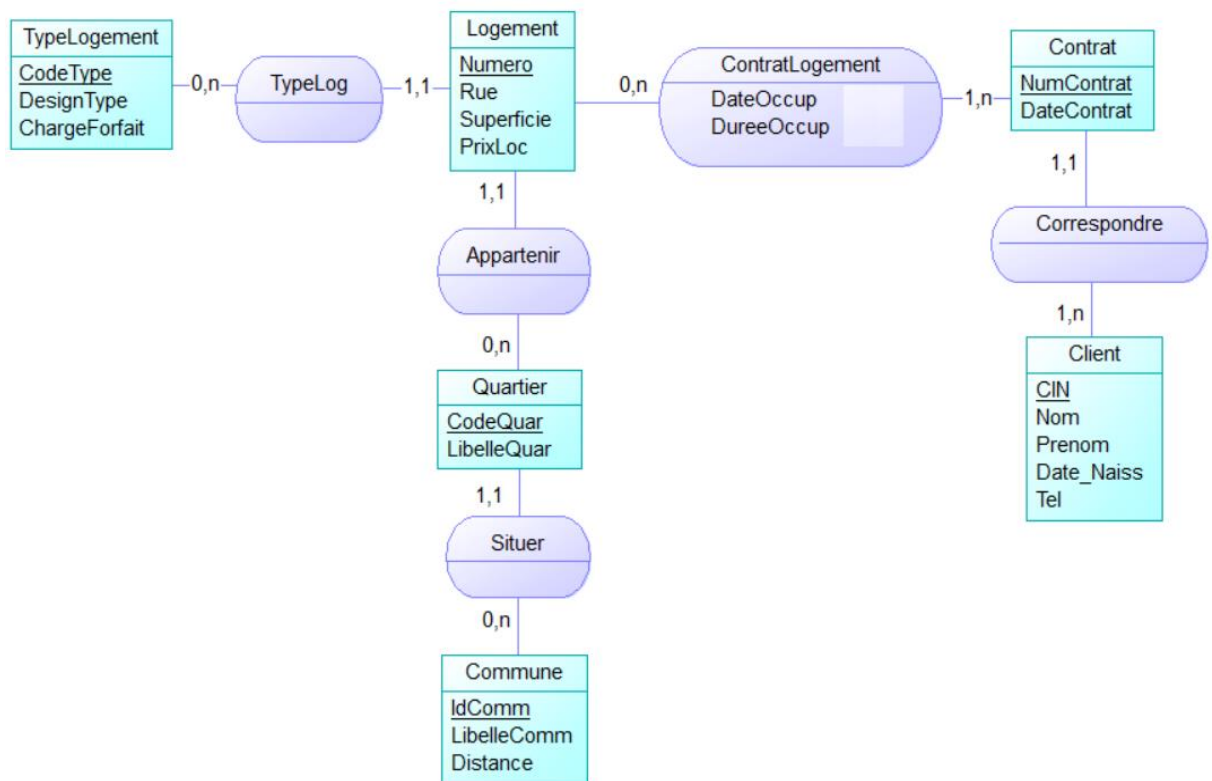 TypeLogement
CodeType
DesignType
ChargeForfait
0,n
TypeLog
1,1
Logement
Numero
Rue
Superficie
PrixLoc
0,n
ContratLogement
DateOccup
DureeOccup
1,n
Contrat
NumContrat
DateContrat
1,1
Correspondre
1,n
Client
CIN
Nom
Prenom
Date_Naiss
Tel
1,1
Appartenir
0,n
Quartier
CodeQuar
LibelleQuar
1,1
Situer
0,n
Commune
IdComm
LibelleComm
Distance